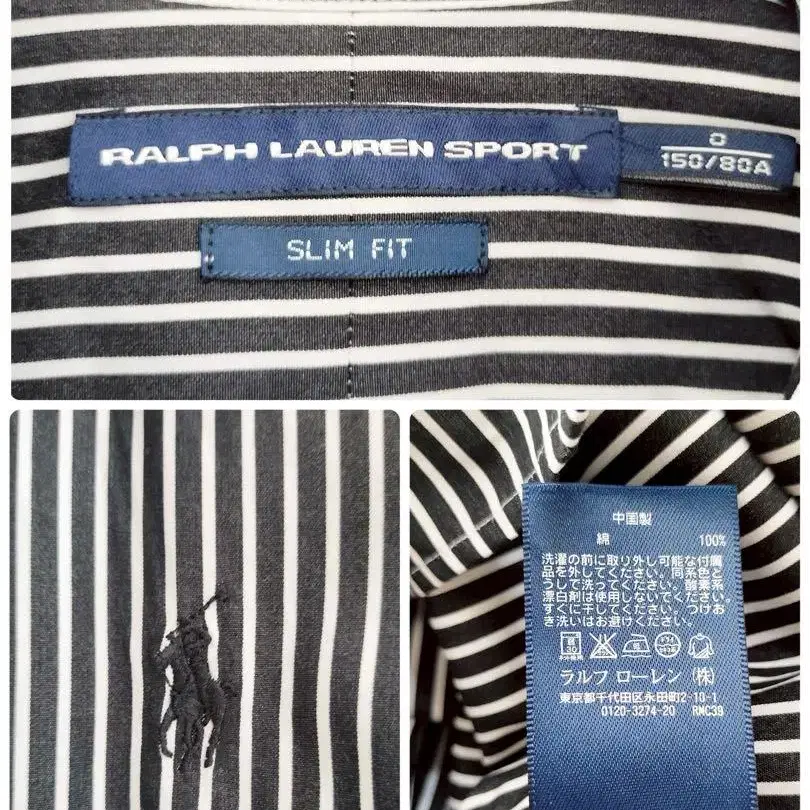 RALPH LAUREN SPORT
0
150/80A
SLIM FIT
中国製
綿 100%
洗濯の前に取り外し可能な付属
品を外してください。同系色ど
うしで洗ってください。酸素系
漂白剤は使用しないでください。
すぐに干してください。つけお
き洗いはお避けください。
ラルフ ローレン (株)
東京都千代田区永田町2-10-1
0120-3274-20 RMC39